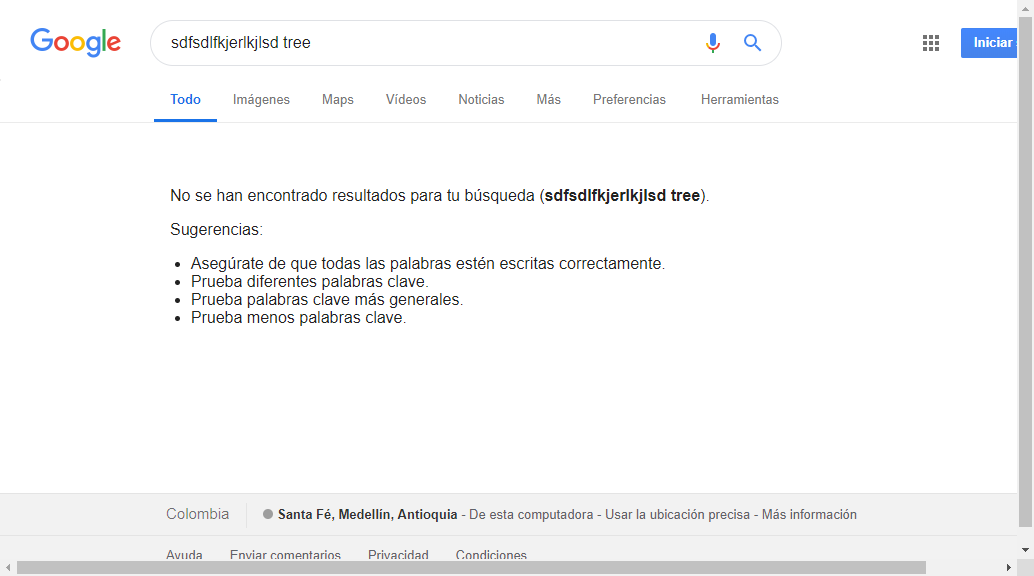 Google
sdfsdlfkjerlkjlsd tree
Iniciar
Todo Imágenes Maps Vídeos Noticias Más Preferencias Herramientas
No se han encontrado resultados para tu búsqueda (sdfsdlfkjerlkjlsd tree).
Sugerencias:
Asegúrate de que todas las palabras estén escritas correctamente.
Prueba diferentes palabras clave.
Prueba palabras clave más generales.
Prueba menos palabras clave.
Colombia
Santa Fé, Medellín, Antioquia - De esta computadora - Usar la ubicación precisa - Más información
Ayuda Enviar comentarios Privacidad Condiciones